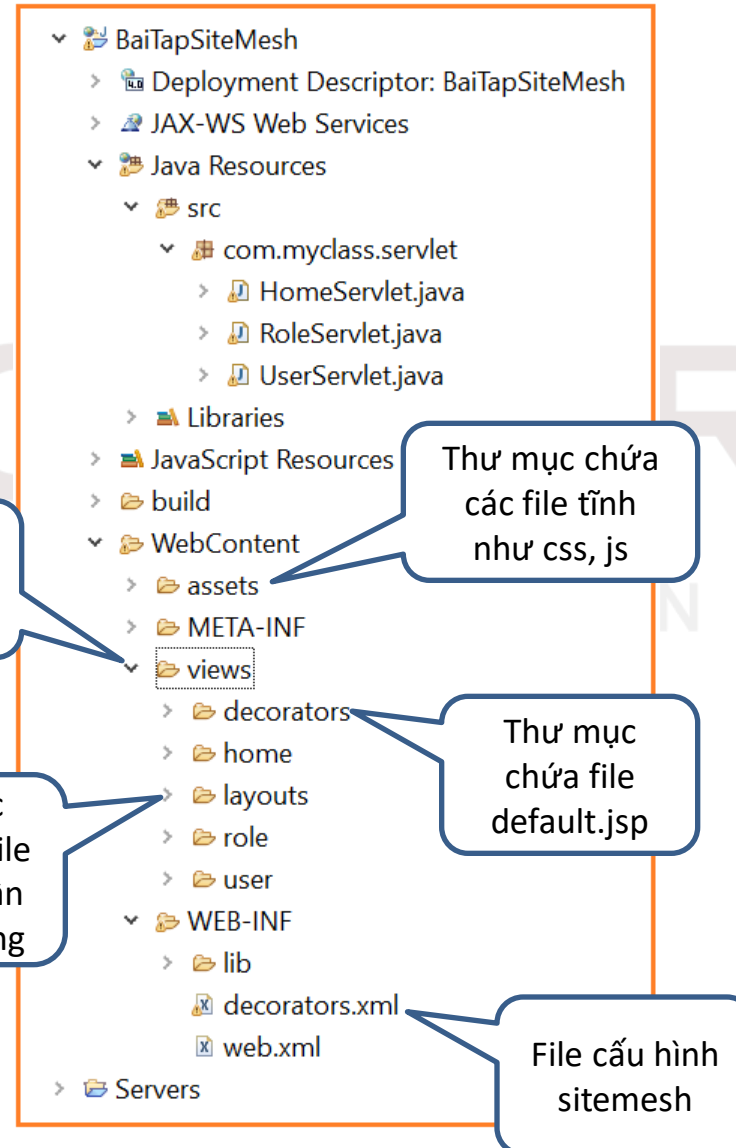 BaiTapSiteMesh
Deployment Descriptor: BaiTapSiteMesh
JAX-WS Web Services
Java Resources
src
com.myclass.servlet
HomeServlet.java
RoleServlet.java
UserServlet.java
Libraries
JavaScript Resources
build
WebContent
assets
META-INF
views
decorators
home
layouts
role
user
WEB-INF
lib
decorators.xml
web.xml
Servers
Thư mục chứa
các file tĩnh
như css, js
Thư mục
chứa file
default.jsp
File cấu hình
sitemesh
N